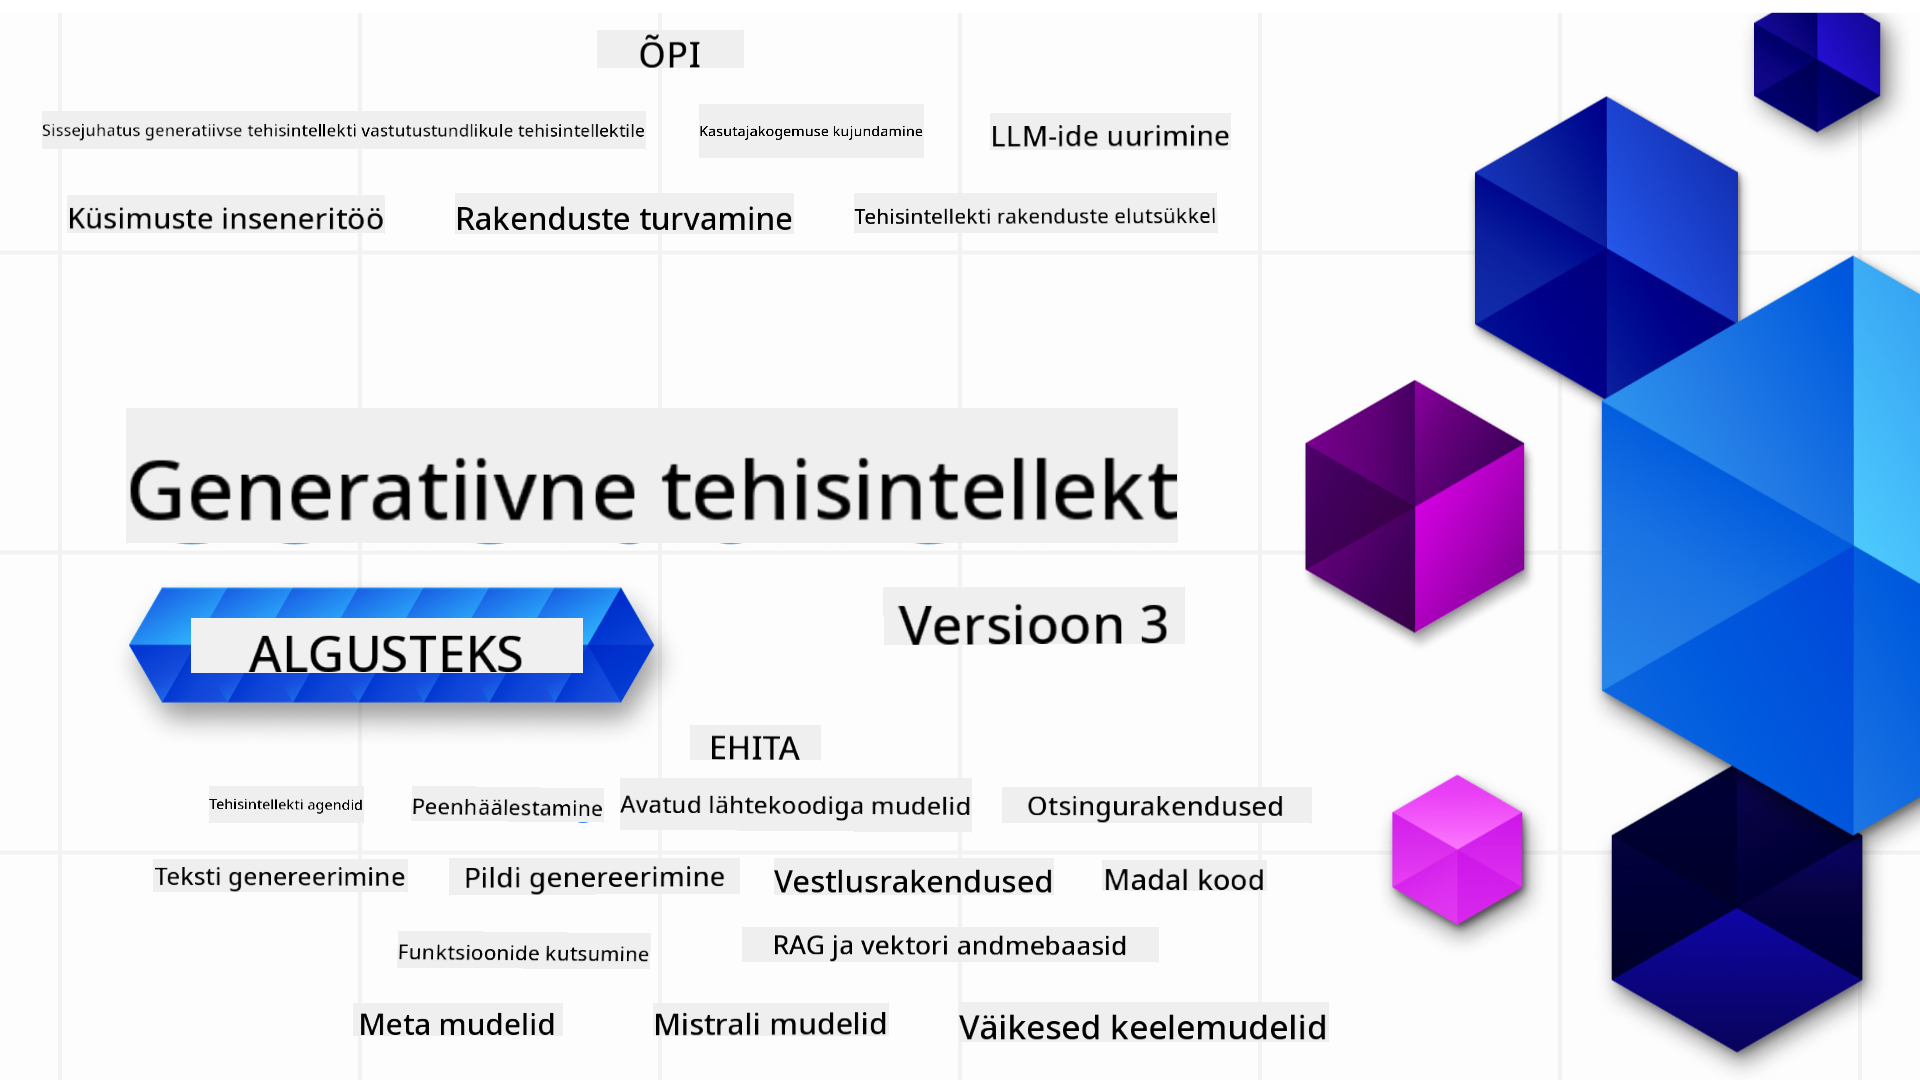 ÕPI
Sissejuhatus generatiivse tehisintellekti vastutustundlikule tehisintellektile
Kasutajakogemuse kujundamine
LLM-ide uurimine
Küsimuste inseneritöö
Rakenduste turvamine
Tehisintellekti rakenduste elutsükkel
Generatiivne tehisintellekt
ALGUSTEKS
Versioon 3
EHITA
Tehisintellekti agendid
Peenhäälestamine
Avatud lähtekoodiga mudelid
Otsingurakendused
Teksti genereerimine
Pildi genereerimine
Vestlusrakendused
Madal kood
Funktsioonide kutsumine
RAG ja vektori andmebaasid
Meta mudelid
Mistrali mudelid
Väikesed keelemudelid